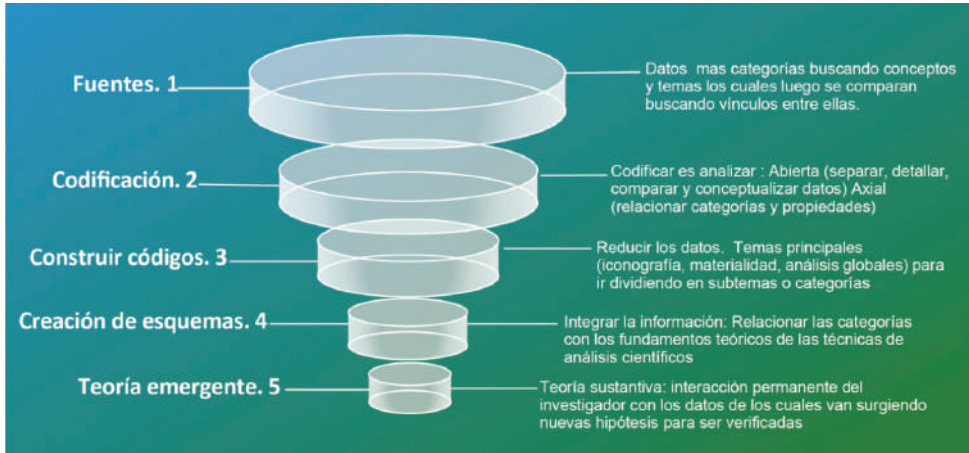 Fuentes. 1
Datos mas categorías buscando conceptos
y temas los cuales luego se comparan
buscando vínculos entre ellas.
Codificación. 2
Codificar es analizar : Abierta (separar, detallar,
comparar y conceptualizar datos) Axial
(relacionar categorías y propiedades)
Construir códigos. 3
Reducir los datos. Temas principales
(iconografía, materialidad, análisis globales) para
ir dividiendo en subtemas o categorías
Creación de esquemas. 4
Integrar la información: Relacionar las categorías
con los fundamentos teóricos de las técnicas de
análisis científicos
Teoría emergente. 5
Teoría sustantiva: interacción permanente del
investigador con los datos de los cuales van surgiendo
nuevas hipótesis para ser verificadas